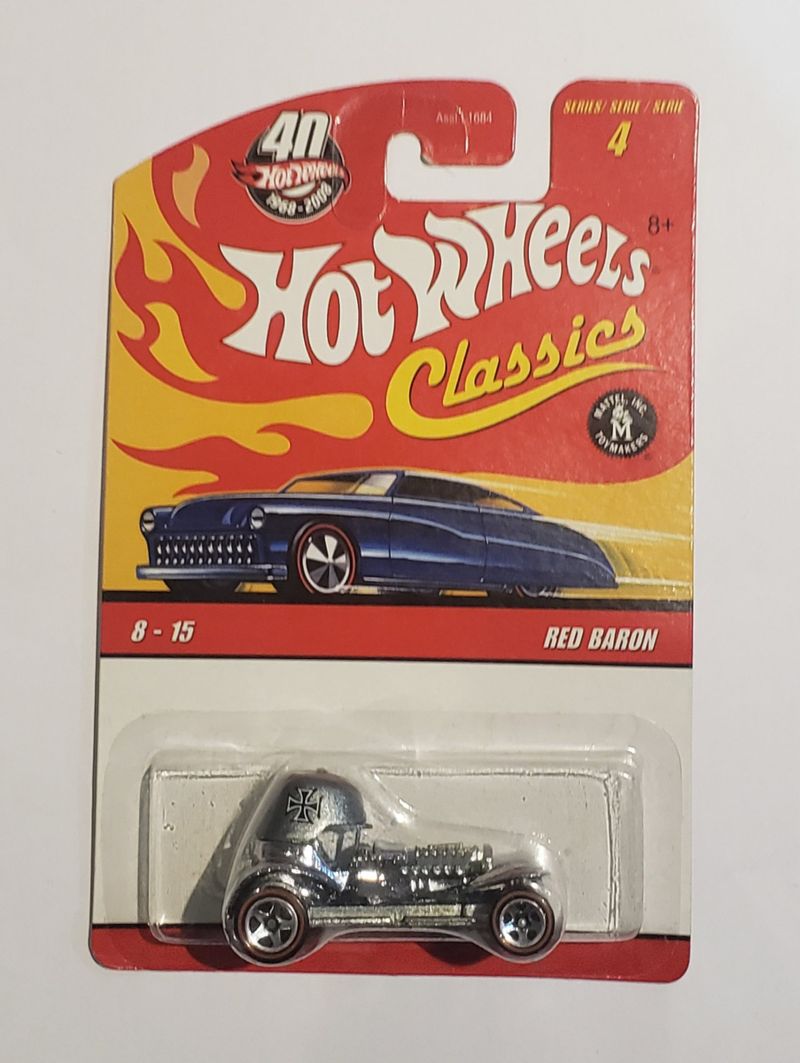 40
Hot Wheels
1968-2008
Asst L1684
SERIES/ SERIE / SERIE
4
8+
Hot Wheels
Classics
MATTEL, INC.
M
TOYMAKERS
8 - 15
RED BARON